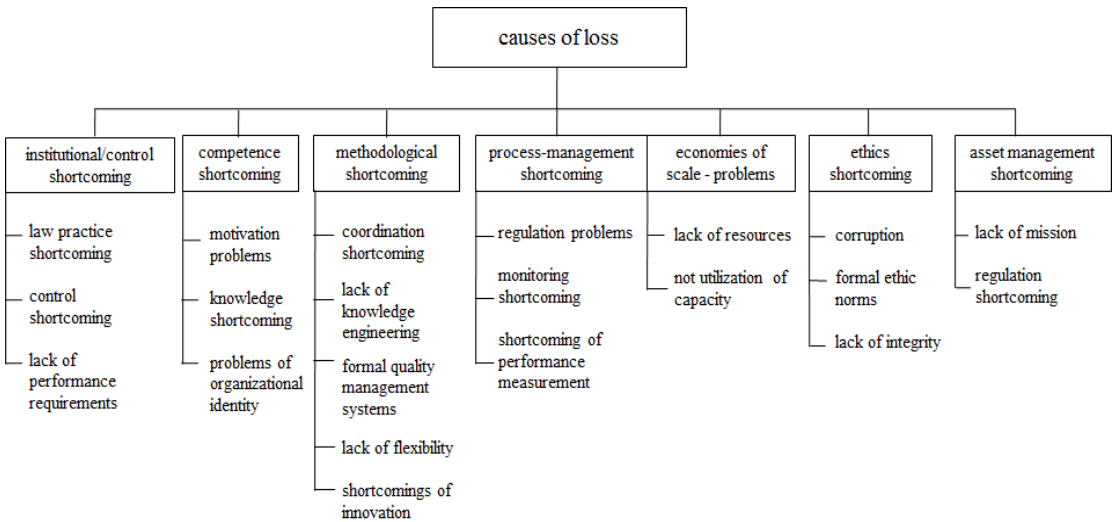 causes of loss
institutional/control
shortcoming
law practice
shortcoming
control
shortcoming
lack of
performance
requirements
competence
shortcoming
motivation
problems
knowledge
shortcoming
problems of
organizational
identity
methodological
shortcoming
coordination
shortcoming
lack of
knowledge
engineering
formal quality
management
systems
lack of flexibility
shortcomings of
innovation
process-management
shortcoming
regulation problems
monitoring
shortcoming
shortcoming of
performance
measurement
economies of
scale - problems
lack of resources
not utilization of
capacity
ethics
shortcoming
corruption
formal ethic
norms
lack of integrity
asset management
shortcoming
lack of mission
regulation
shortcoming